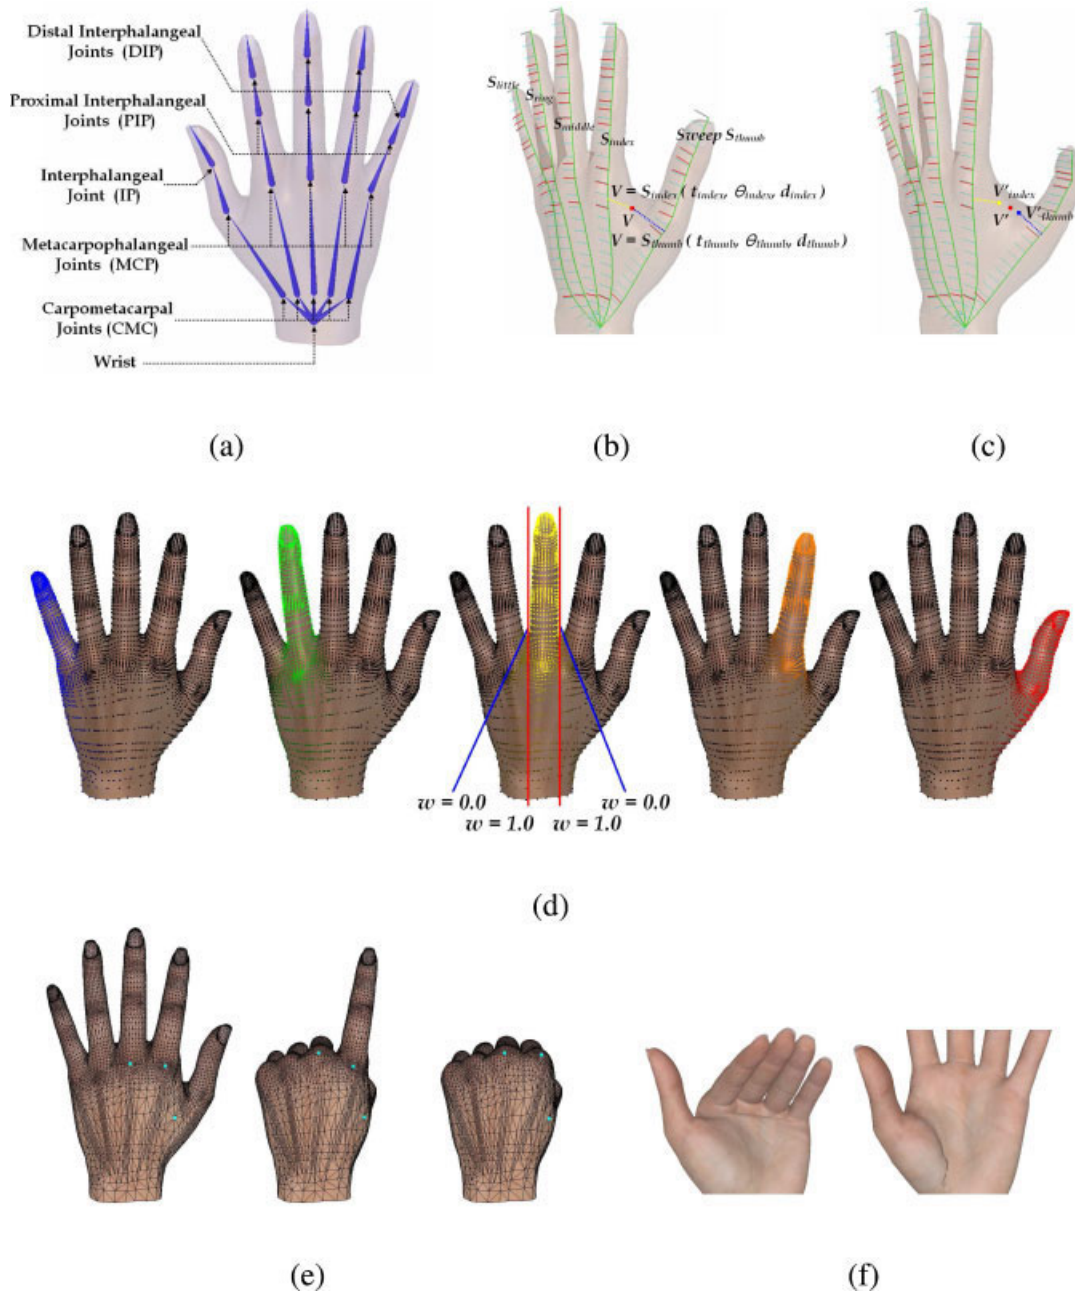 Distal Interphalangeal
Joints (DIP)
Proximal Interphalangeal
Joints (PIP)
Interphalangeal
Joint (IP)
Metacarpophalangeal
Joints (MCP)
Carpometacarpal
Joints (CMC)
Wrist
(a)
S_little
S_ring
S_middle
S_index
Sweep S_thumb
V = S_index ( t_index, θ_index, d_index )
V
V = S_thumb ( t_thumb, θ_thumb, d_thumb )
(b)
V'_index
V'
V'_thumb
(c)
w = 0.0
w = 0.0
w = 1.0
w = 1.0
(d)
(e)
(f)